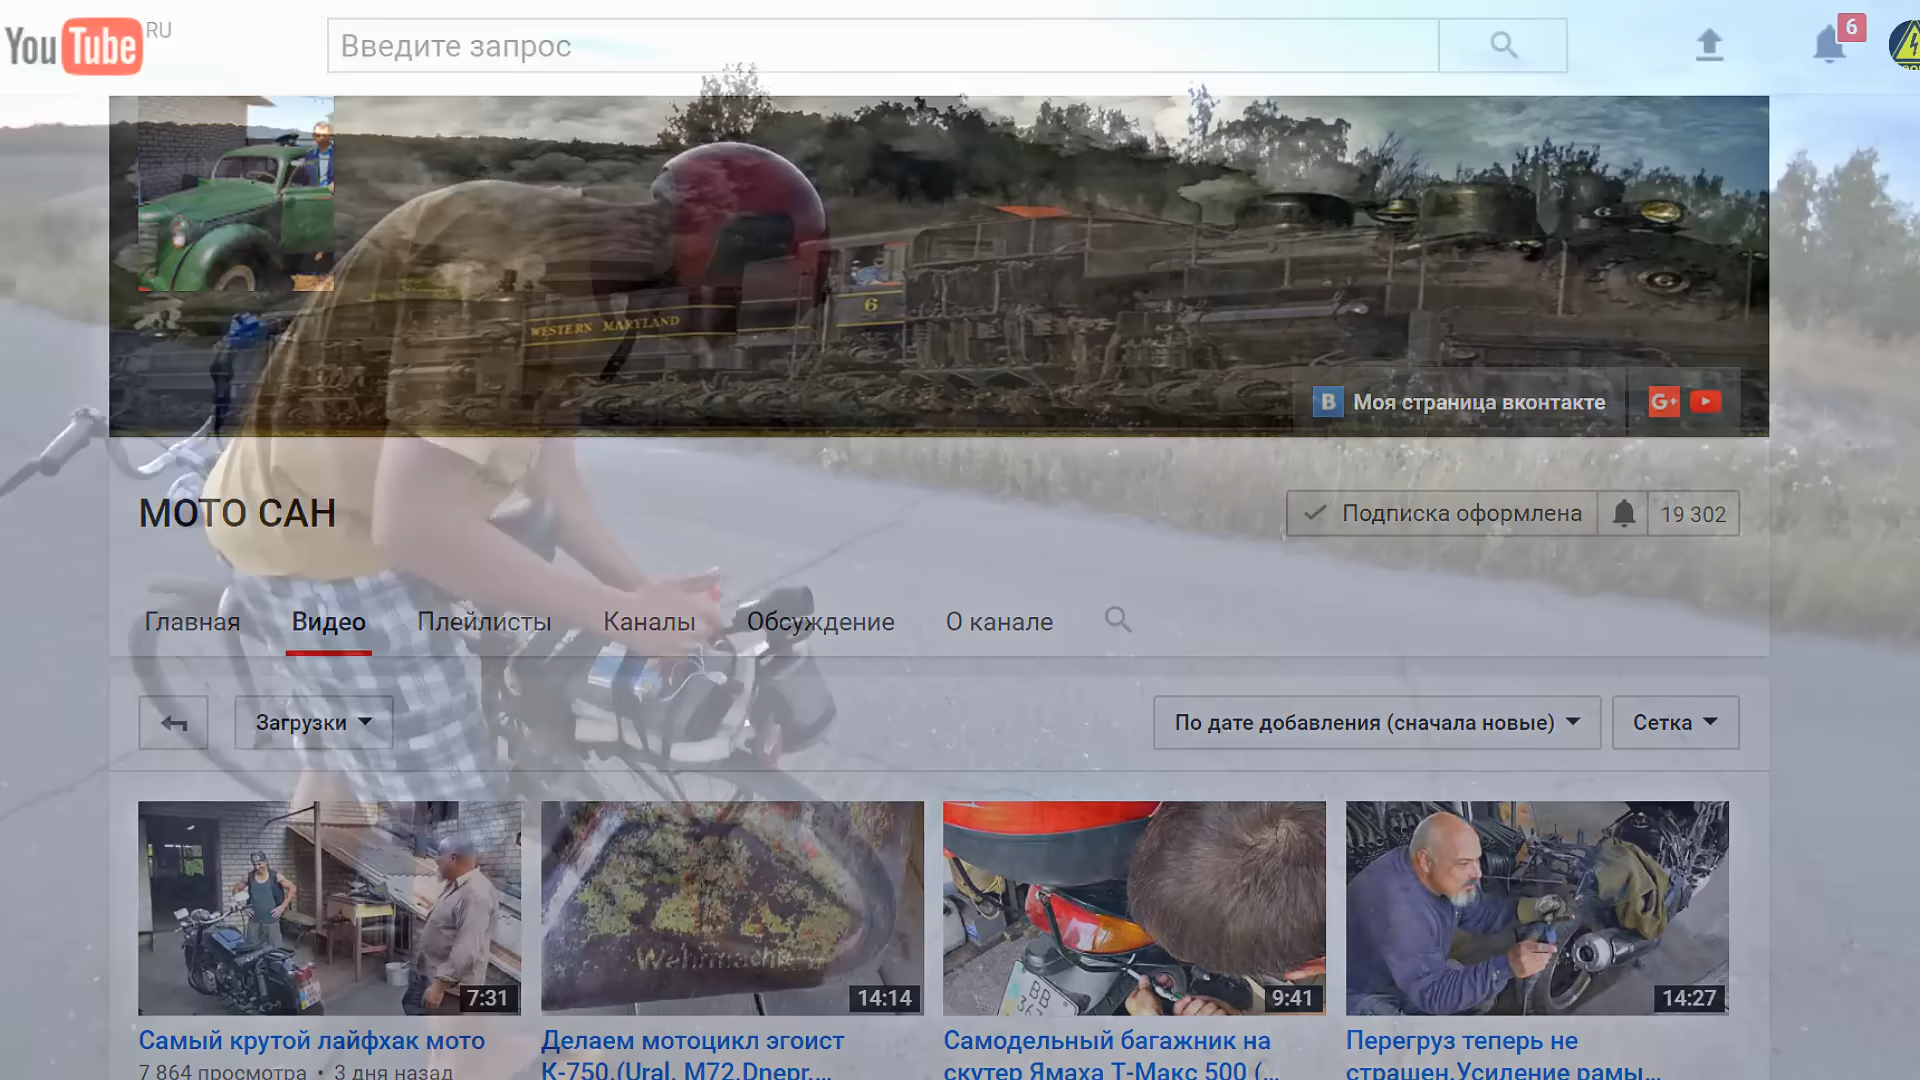 YouTube RU
Введите запрос
6
WESTERN MARYLAND
6
B Моя страница вконтакте G+
МОТО САН
Подписка оформлена 19 302
Главная Видео Плейлисты Каналы Обсуждение О канале
Загрузки По дате добавления (сначала новые) Сетка
Wehrmacht
BB
7:31 14:14 9:41 14:27
Самый крутой лайфхак мото
7 864 просмотра • 3 дня назад
Делаем мотоцикл эгоист
К-750.(Ural, M72,Dnepr,...
Самодельный багажник на
скутер Ямаха Т-Макс 500 (...
Перегруз теперь не
страшен.Усиление рамы...